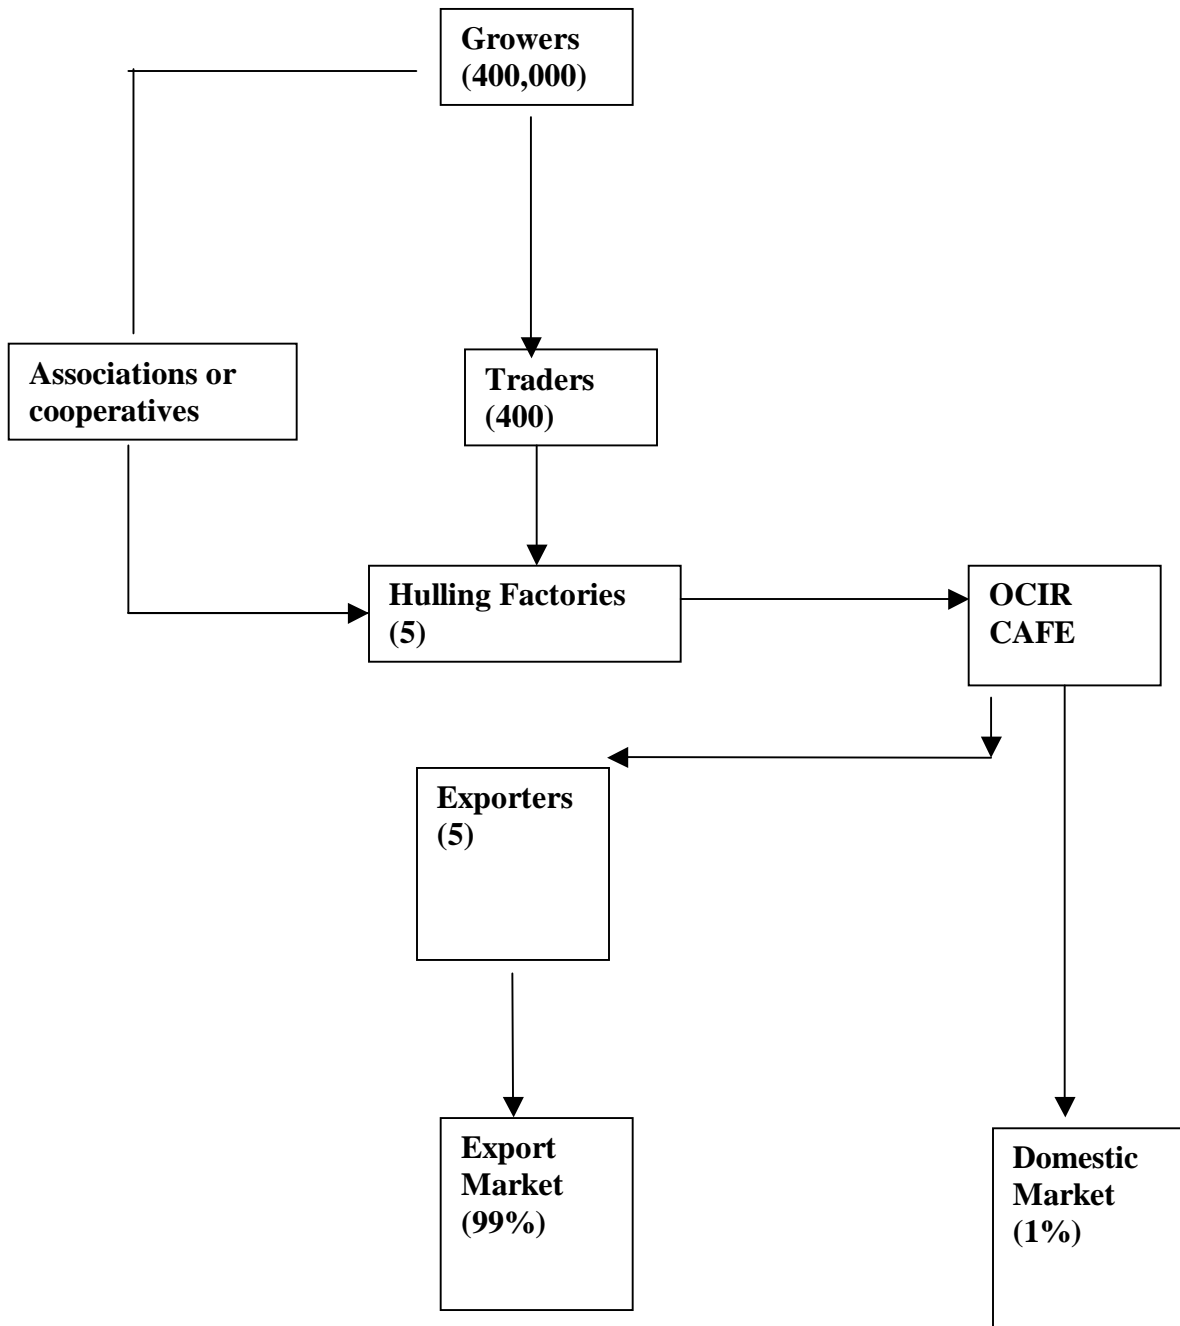 Growers
(400,000)
Associations or
cooperatives
Traders
(400)
Hulling Factories
(5)
OCIR
CAFE
Exporters
(5)
Export
Market
(99%)
Domestic
Market
(1%)